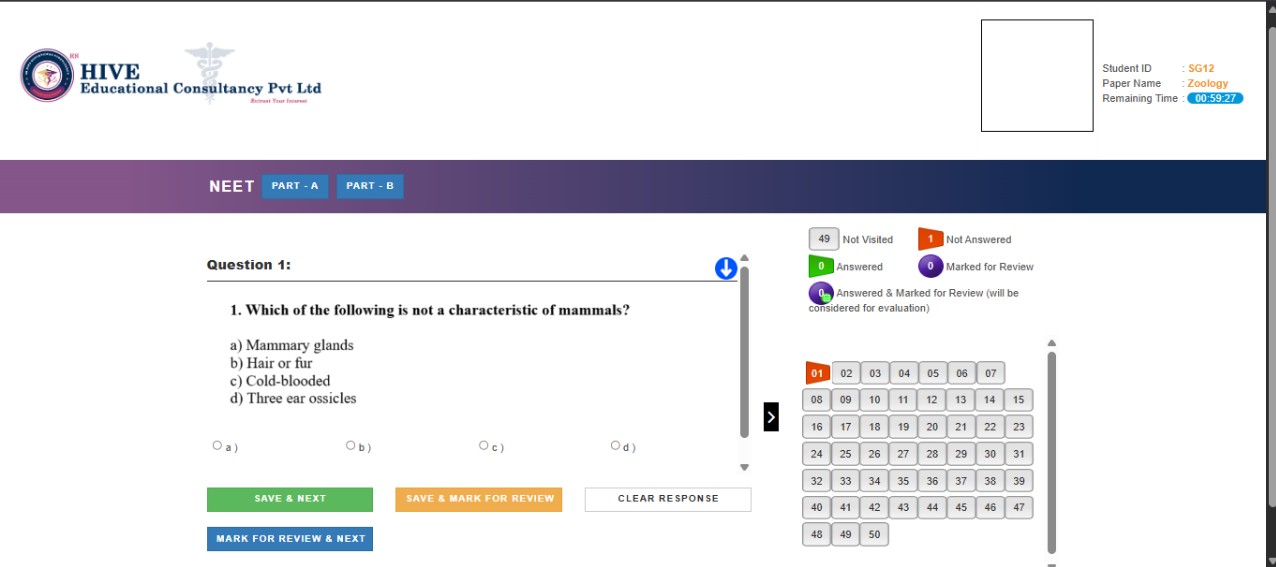 HIVE
Educational Consultancy Pvt Ltd
Student ID : SG12
Paper Name : Zoology
Remaining Time : 00:59:27
NEET PART - A PART - B
49 Not Visited 1 Not Answered
0 Answered 0 Marked for Review
0 Answered & Marked for Review (will be
considered for evaluation)
Question 1:
1. Which of the following is not a characteristic of mammals?
a) Mammary glands
b) Hair or fur
c) Cold-blooded
d) Three ear ossicles
a ) b ) c ) d )
SAVE & NEXT SAVE & MARK FOR REVIEW CLEAR RESPONSE
MARK FOR REVIEW & NEXT
01 02 03 04 05 06 07
08 09 10 11 12 13 14 15
16 17 18 19 20 21 22 23
24 25 26 27 28 29 30 31
32 33 34 35 36 37 38 39
40 41 42 43 44 45 46 47
48 49 50